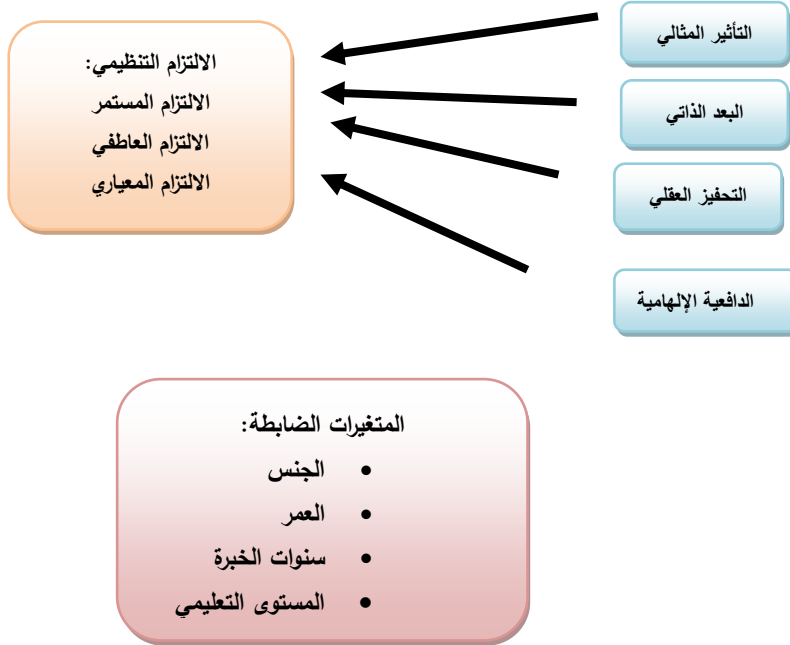 التأثير المثالي
البعد الذاتي
التحفيز العقلي
الدافعية الإلهامية
الالتزام التنظيمي:
الالتزام المستمر
الالتزام العاطفي
الالتزام المعياري
المتغيرات الضابطة:
• الجنس
• العمر
• سنوات الخبرة
• المستوى التعليمي